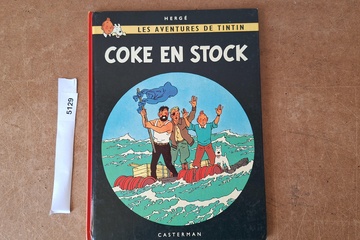 HERGÉ
LES AVENTURES DE TINTIN
COKE EN STOCK
CASTERMAN
5129